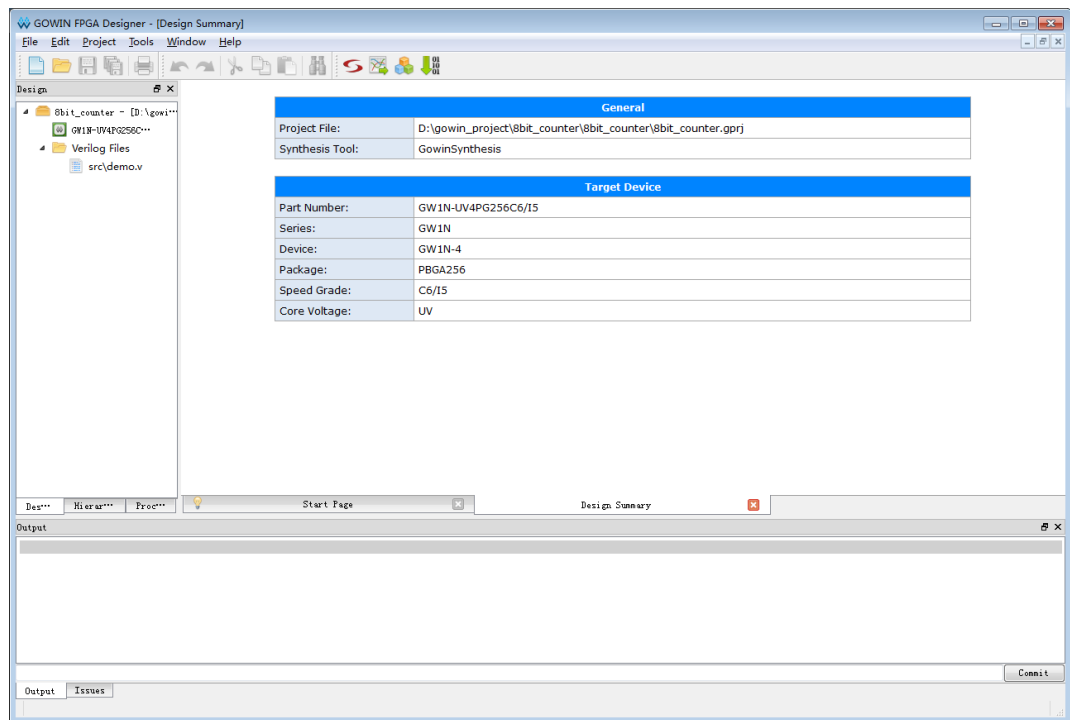 GOWIN FPGA Designer - [Design Summary]
File Edit Project Tools Window Help
Design
8bit_counter - [D:\gowi···
GW1N-UV4PG256C···
Verilog Files
src\demo.v
General
Project File: D:\gowin_project\8bit_counter\8bit_counter\8bit_counter.gprj
Synthesis Tool: GowinSynthesis
Target Device
Part Number: GW1N-UV4PG256C6/I5
Series: GW1N
Device: GW1N-4
Package: PBGA256
Speed Grade: C6/I5
Core Voltage: UV
Des··· Hierar··· Proc··· Start Page Design Summary
Output
Commit
Output Issues